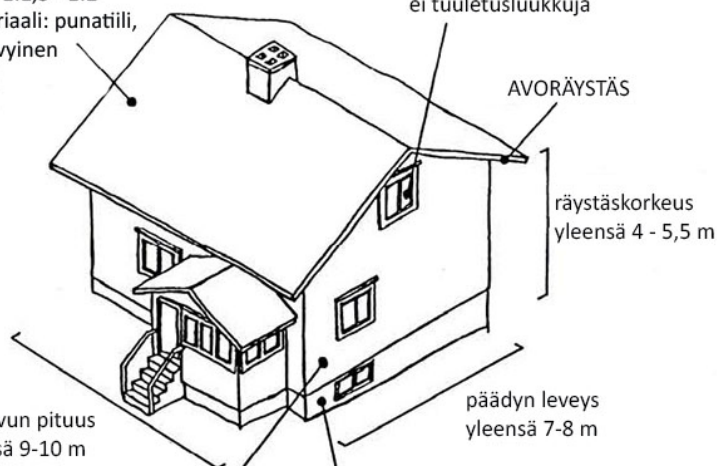 riaali: punatiili,
ei tuuletusluukkuja
AVORÄYSTÄS
räystäskorkeus
yleensä 4 - 5,5 m
päädyn leveys
yleensä 7-8 m
vun pituus
sä 9-10 m